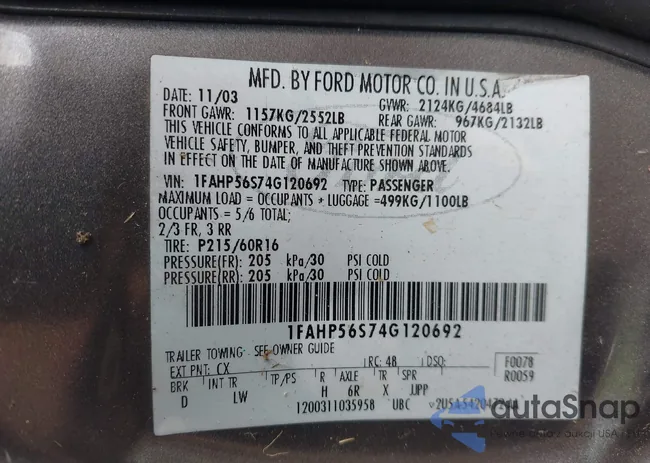 MFD. BY FORD MOTOR CO. IN U.S.A.
DATE: 11/03 GVWR: 2124KG/4684LB
FRONT GAWR: 1157KG/2552LB REAR GAWR: 967KG/2132LB
THIS VEHICLE CONFORMS TO ALL APPLICABLE FEDERAL MOTOR
VEHICLE SAFETY, BUMPER, AND THEFT PREVENTION STANDARDS
IN EFFECT ON THE DATE OF MANUFACTURE SHOWN ABOVE.
VIN: 1FAHP56S74G120692 TYPE: PASSENGER
MAXIMUM LOAD = OCCUPANTS + LUGGAGE = 499KG/1100LB
OCCUPANTS = 5/6 TOTAL;
2/3 FR, 3 RR
TIRE: P215/60R16
PRESSURE(FR): 205 kPa/30 PSI COLD
PRESSURE(RR): 205 kPa/30 PSI COLD
1FAHP56S74G120692
TRAILER TOWING - SEE OWNER GUIDE
EXT PNT: CX RC: 48 DSO: F0078
R0059
BRK INT TR TP/PS R AXLE TR SPR
D LW H 6R X JJPP
1200311035958 UBC
autaSnap